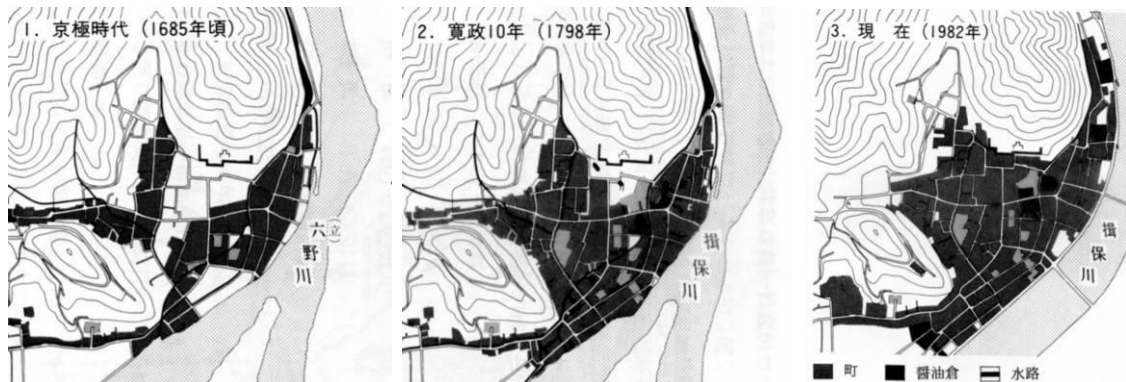 1. 京極時代(1685年頃)
六(立)野川
2. 寛政10年(1798年)
揖保川
3. 現 在(1982年)
揖保川
町 醤油倉 水路